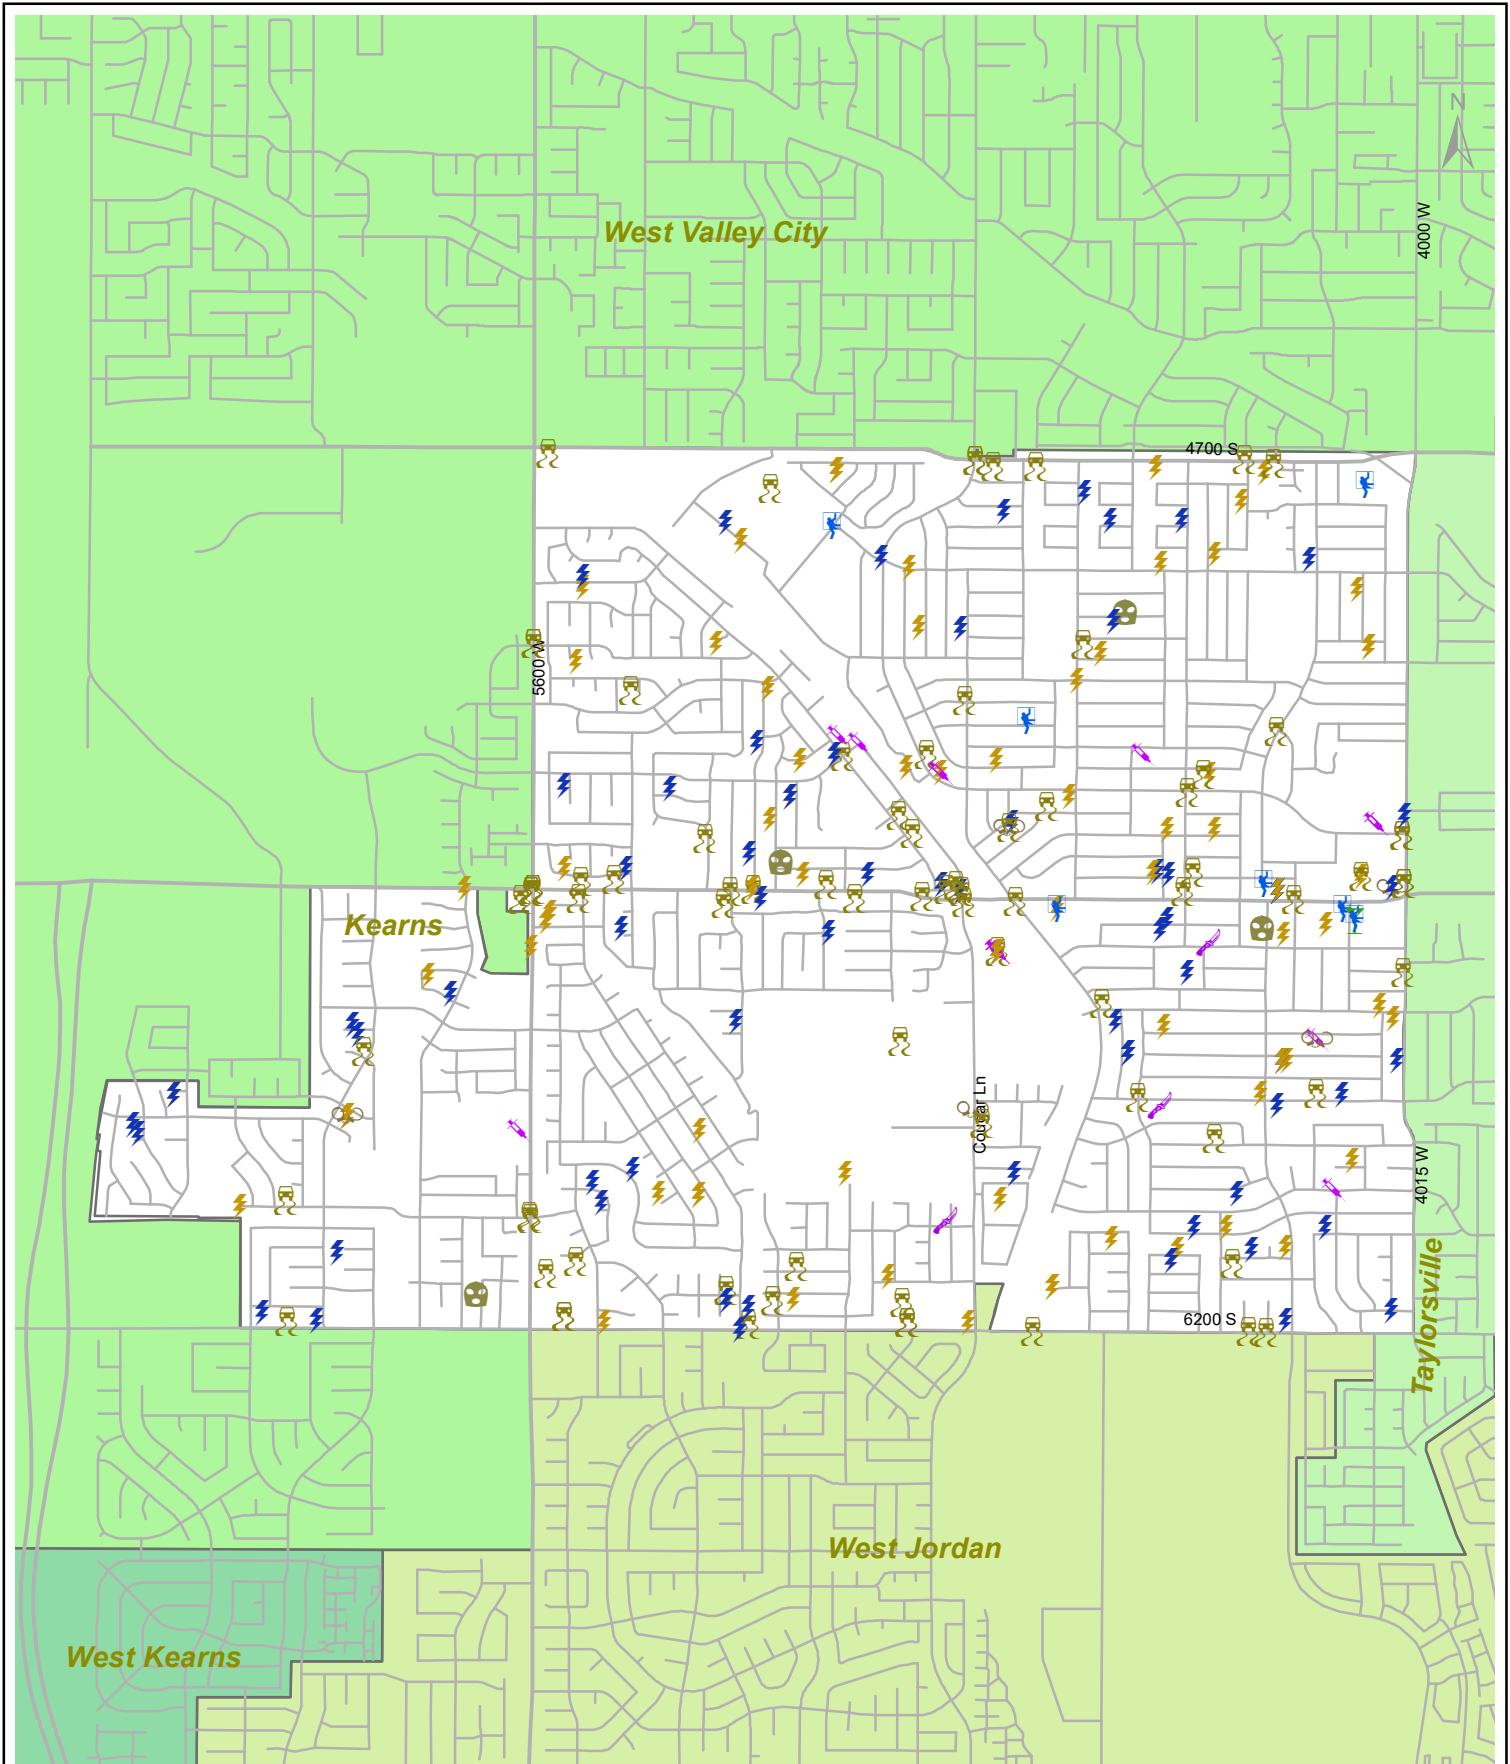 N
West Valley City
4000 W
4700 S
5600 W
Kearns
Cougar Ln
4015 W
Taylorsville
6200 S
West Jordan
West Kearns